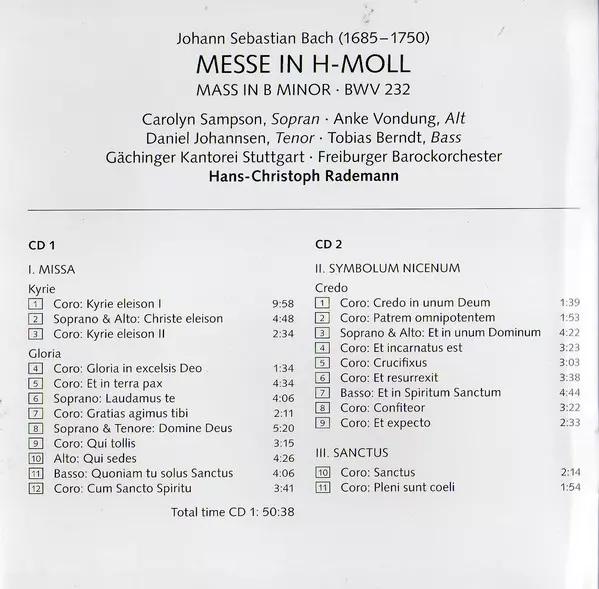 Johann Sebastian Bach (1685–1750)
MESSE IN H-MOLL
MASS IN B MINOR · BWV 232
Carolyn Sampson, Sopran · Anke Vondung, Alt
Daniel Johannsen, Tenor · Tobias Berndt, Bass
Gächinger Kantorei Stuttgart · Freiburger Barockorchester
Hans-Christoph Rademann
CD 1
I. MISSA
Kyrie
1 Coro: Kyrie eleison I 9:58
2 Soprano & Alto: Christe eleison 4:48
3 Coro: Kyrie eleison II 2:34
Gloria
4 Coro: Gloria in excelsis Deo 1:34
5 Coro: Et in terra pax 4:34
6 Soprano: Laudamus te 4:06
7 Coro: Gratias agimus tibi 2:11
8 Soprano & Tenore: Domine Deus 5:20
9 Coro: Qui tollis 3:15
10 Alto: Qui sedes 4:26
11 Basso: Quoniam tu solus Sanctus 4:06
12 Coro: Cum Sancto Spiritu 3:41
Total time CD 1: 50:38
CD 2
II. SYMBOLUM NICENUM
Credo
1 Coro: Credo in unum Deum 1:39
2 Coro: Patrem omnipotentem 1:53
3 Soprano & Alto: Et in unum Dominum 4:22
4 Coro: Et incarnatus est 3:23
5 Coro: Crucifixus 3:03
6 Coro: Et resurrexit 3:38
7 Basso: Et in Spiritum Sanctum 4:44
8 Coro: Confiteor 3:22
9 Coro: Et expecto 2:33
III. SANCTUS
10 Coro: Sanctus 2:14
11 Coro: Pleni sunt coeli 1:54